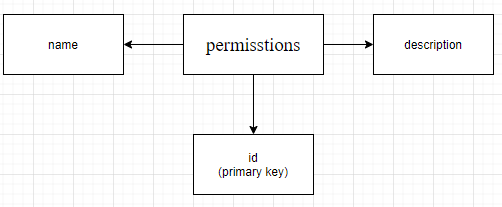 name
permisstions
description
id
(primary key)